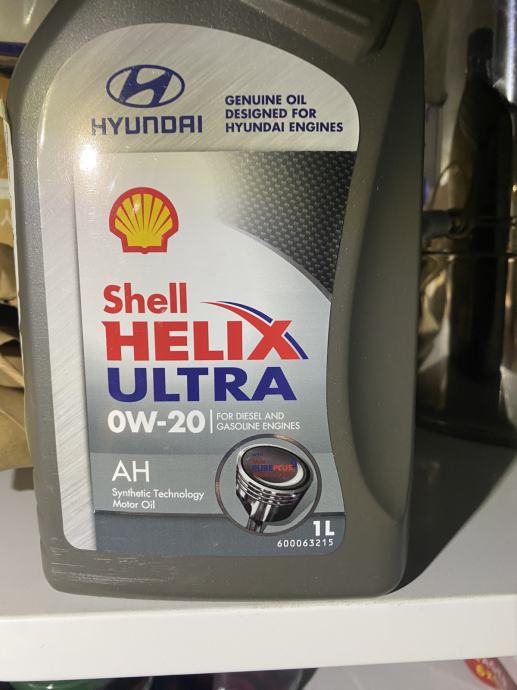 HYUNDAI
GENUINE OIL
DESIGNED FOR
HYUNDAI ENGINES
Shell
HELIX
ULTRA
0W-20
FOR DIESEL AND
GASOLINE ENGINES
AH
Synthetic Technology
Motor Oil
PUREPLUS
1L
600063215